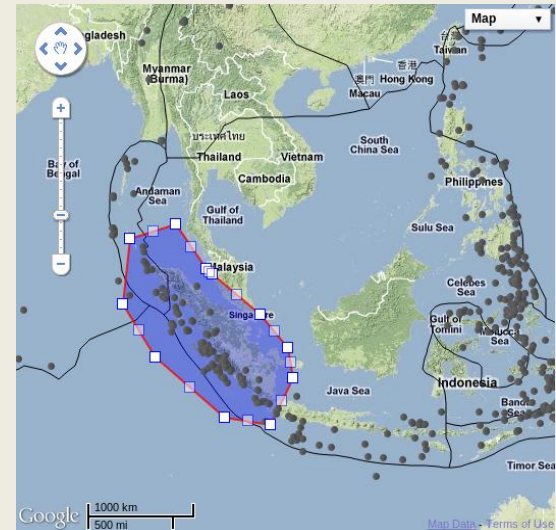 Map ▼
gladesh
台灣
Taiwan
Myanmar
(Burma)
香港
澳門 Hong Kong
Macau
Laos
ประเทศไทย
Thailand
Vietnam
South
China Sea
Bay of
Bengal
Cambodia
Andaman
Sea
Philippines
Gulf of
Thailand
Sulu Sea
Malaysia
Celebes
Sea
Singapore
Gulf of
Tomini
Molucca
Sea
Indonesia
Java Sea
Banda
Sea
Timor Sea
Google
1000 km
500 mi
Map Data - Terms of Use